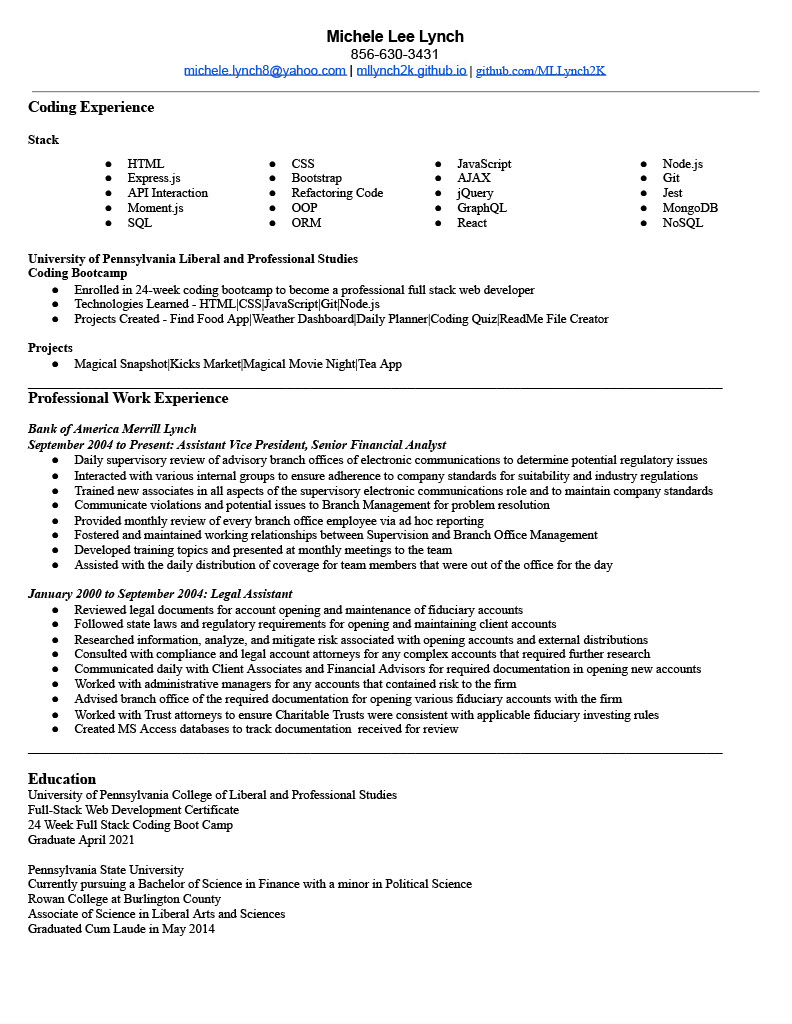 Michele Lee Lynch
856-630-3431
michele.lynch8@yahoo.com | mllynch2k.github.io | github.com/MLLynch2K
Coding Experience
Stack
● HTML ● CSS ● JavaScript ● Node.js
● Express.js ● Bootstrap ● AJAX ● Git
● API Interaction ● Refactoring Code ● jQuery ● Jest
● Moment.js ● OOP ● GraphQL ● MongoDB
● SQL ● ORM ● React ● NoSQL
University of Pennsylvania Liberal and Professional Studies
Coding Bootcamp
● Enrolled in 24-week coding bootcamp to become a professional full stack web developer
● Technologies Learned - HTML|CSS|JavaScript|Git|Node.js
● Projects Created - Find Food App|Weather Dashboard|Daily Planner|Coding Quiz|ReadMe File Creator
Projects
● Magical Snapshot|Kicks Market|Magical Movie Night|Tea App
Professional Work Experience
Bank of America Merrill Lynch
September 2004 to Present: Assistant Vice President, Senior Financial Analyst
● Daily supervisory review of advisory branch offices of electronic communications to determine potential regulatory issues
● Interacted with various internal groups to ensure adherence to company standards for suitability and industry regulations
● Trained new associates in all aspects of the supervisory electronic communications role and to maintain company standards
● Communicate violations and potential issues to Branch Management for problem resolution
● Provided monthly review of every branch office employee via ad hoc reporting
● Fostered and maintained working relationships between Supervision and Branch Office Management
● Developed training topics and presented at monthly meetings to the team
● Assisted with the daily distribution of coverage for team members that were out of the office for the day
January 2000 to September 2004: Legal Assistant
● Reviewed legal documents for account opening and maintenance of fiduciary accounts
● Followed state laws and regulatory requirements for opening and maintaining client accounts
● Researched information, analyze, and mitigate risk associated with opening accounts and external distributions
● Consulted with compliance and legal account attorneys for any complex accounts that required further research
● Communicated daily with Client Associates and Financial Advisors for required documentation in opening new accounts
● Worked with administrative managers for any accounts that contained risk to the firm
● Advised branch office of the required documentation for opening various fiduciary accounts with the firm
● Worked with Trust attorneys to ensure Charitable Trusts were consistent with applicable fiduciary investing rules
● Created MS Access databases to track documentation received for review
Education
University of Pennsylvania College of Liberal and Professional Studies
Full-Stack Web Development Certificate
24 Week Full Stack Coding Boot Camp
Graduate April 2021
Pennsylvania State University
Currently pursuing a Bachelor of Science in Finance with a minor in Political Science
Rowan College at Burlington County
Associate of Science in Liberal Arts and Sciences
Graduated Cum Laude in May 2014